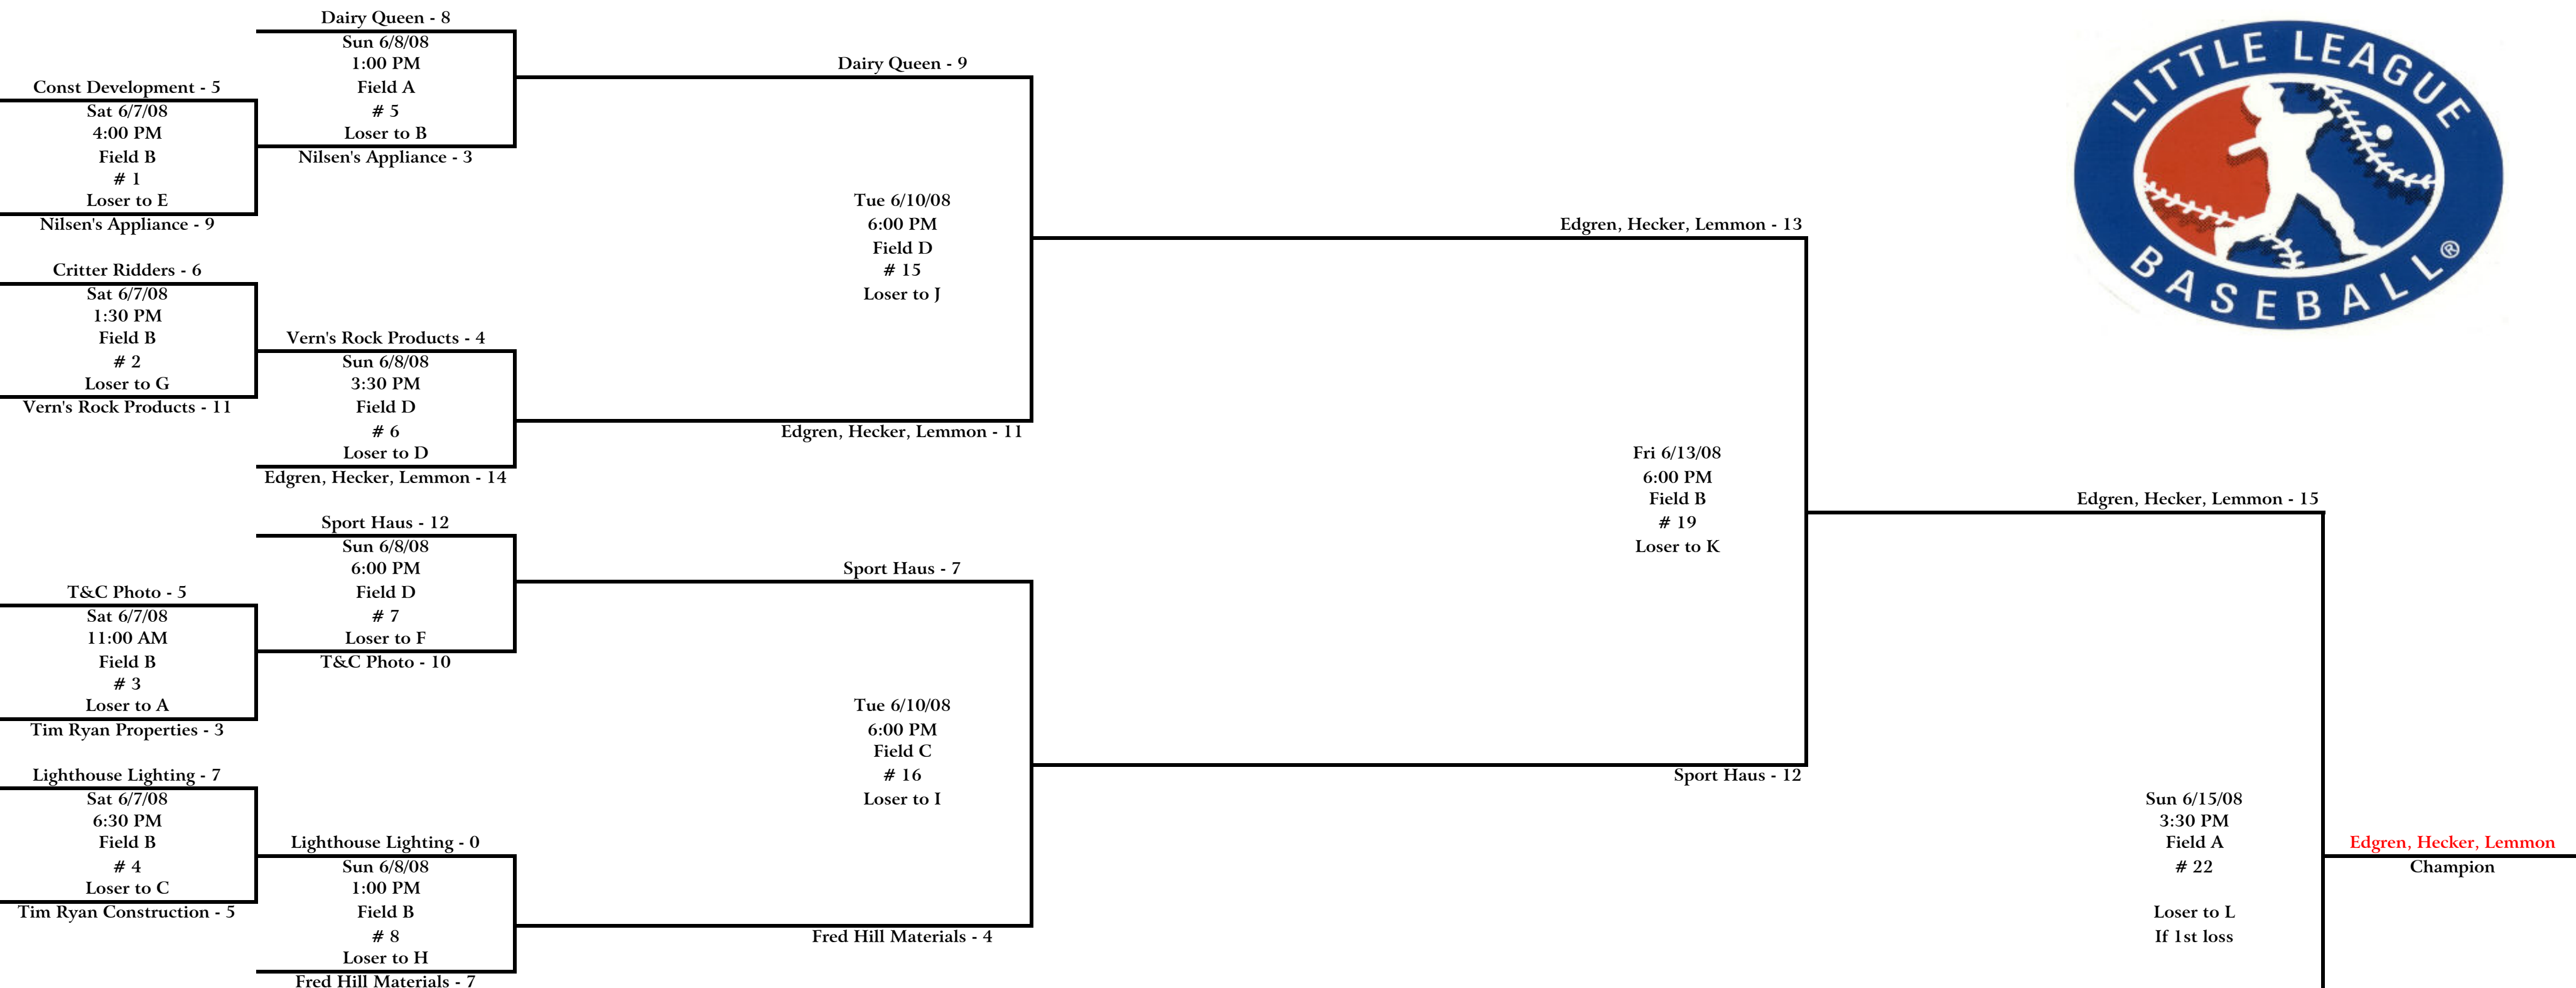 Dairy Queen - 8
Sun 6/8/08
1:00 PM
Field A
# 5
Loser to B
Nilsen's Appliance - 3
Const Development - 5
Sat 6/7/08
4:00 PM
Field B
# 1
Loser to E
Nilsen's Appliance - 9
Critter Ridders - 6
Sat 6/7/08
1:30 PM
Field B
# 2
Loser to G
Vern's Rock Products - 11
Vern's Rock Products - 4
Sun 6/8/08
3:30 PM
Field D
# 6
Loser to D
Edgren, Hecker, Lemmon - 14
Sport Haus - 12
Sun 6/8/08
6:00 PM
Field D
# 7
Loser to F
T&C Photo - 10
T&C Photo - 5
Sat 6/7/08
11:00 AM
Field B
# 3
Loser to A
Tim Ryan Properties - 3
Lighthouse Lighting - 7
Sat 6/7/08
6:30 PM
Field B
# 4
Loser to C
Tim Ryan Construction - 5
Lighthouse Lighting - 0
Sun 6/8/08
1:00 PM
Field B
# 8
Loser to H
Fred Hill Materials - 7
Dairy Queen - 9
Tue 6/10/08
6:00 PM
Field D
# 15
Loser to J
Edgren, Hecker, Lemmon - 11
Sport Haus - 7
Tue 6/10/08
6:00 PM
Field C
# 16
Loser to I
Fred Hill Materials - 4
Edgren, Hecker, Lemmon - 13
Fri 6/13/08
6:00 PM
Field B
# 19
Loser to K
Sport Haus - 12
Edgren, Hecker, Lemmon - 15
Sun 6/15/08
3:30 PM
Field A
# 22
Loser to L
If 1st loss
Edgren, Hecker, Lemmon
Champion
LITTLE LEAGUE
BASEBALL®